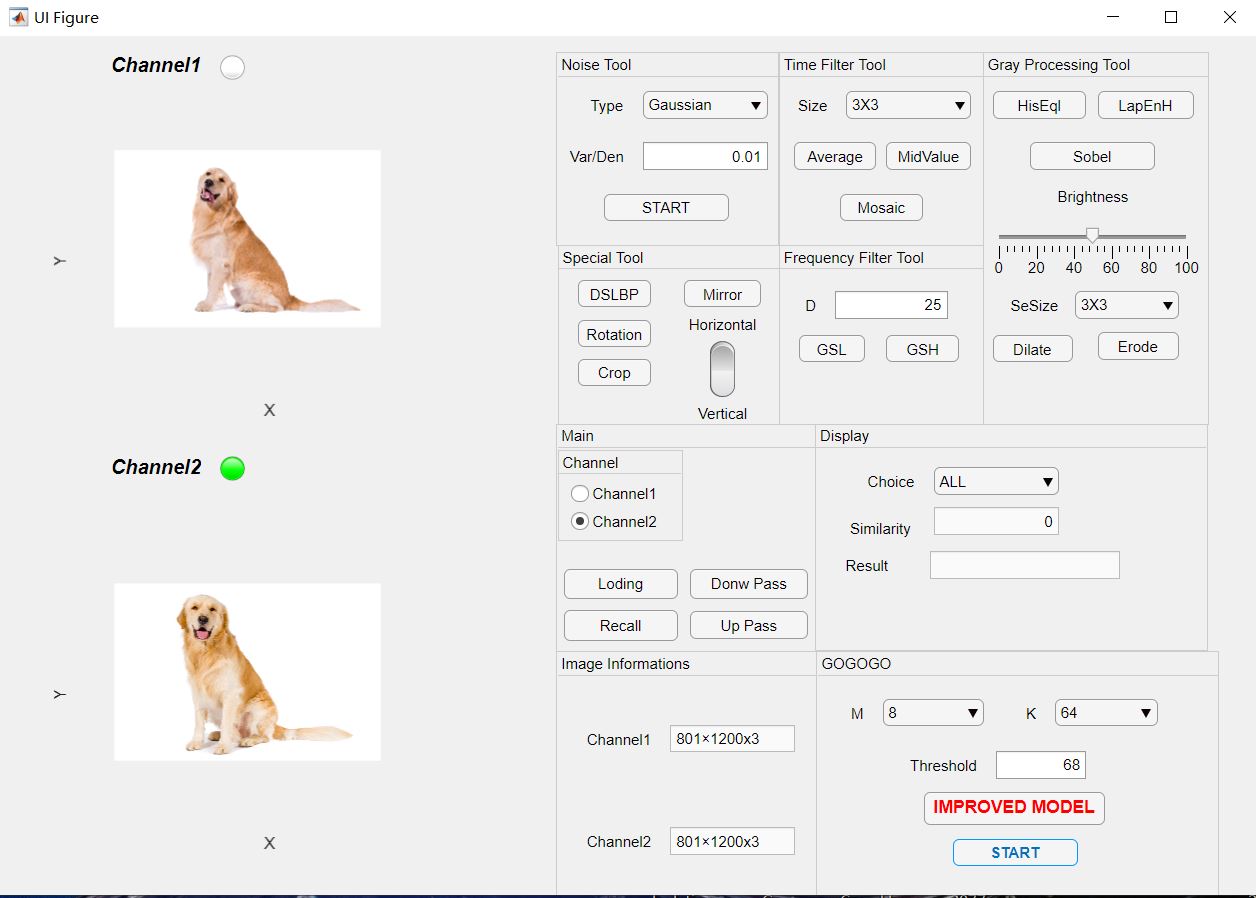 UI Figure
Channel1
Y
X
Channel2
Y
X
Noise Tool
Type
Gaussian
Var/Den
0.01
START
Time Filter Tool
Size
3X3
Average
MidValue
Mosaic
Gray Processing Tool
HisEql
LapEnH
Sobel
Brightness
0 20 40 60 80 100
SeSize
3X3
Dilate
Erode
Special Tool
DSLBP
Mirror
Rotation
Horizontal
Crop
Vertical
Frequency Filter Tool
D
25
GSL
GSH
Main
Channel
Channel1
Channel2
Loding
Donw Pass
Recall
Up Pass
Display
Choice
ALL
Similarity
0
Result
Image Informations
Channel1
801×1200x3
Channel2
801×1200x3
GOGOGO
M
8
K
64
Threshold
68
IMPROVED MODEL
START